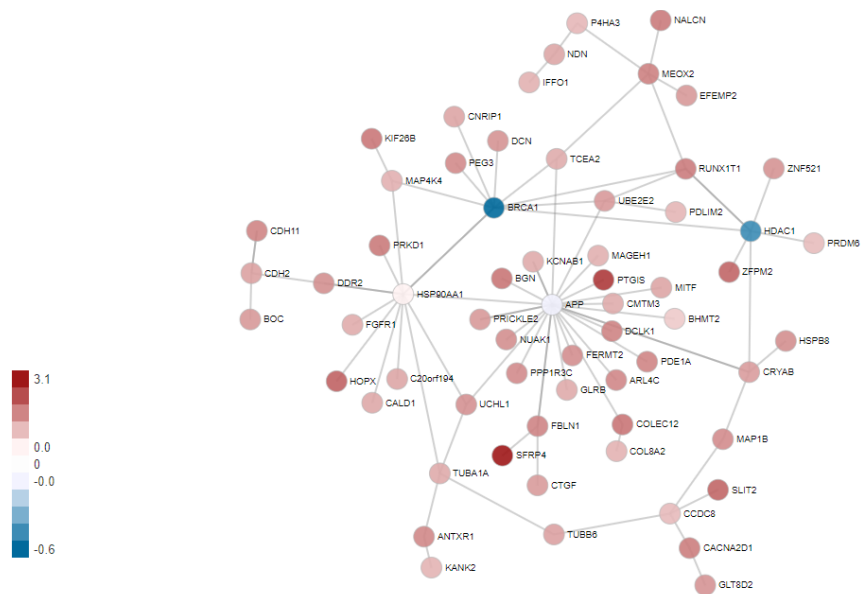 P4HA3
NALCN
NDN
MEOX2
IFFO1
EFEMP2
CNRIP1
KIF26B
DCN
PEG3
TCEA2
RUNX1T1
ZNF521
MAP4K4
BRCA1
UBE2E2
PDLIM2
CDH11
HDAC1
PRDM6
PRKD1
KCNAB1
MAGEH1
CDH2
DDR2
BGN
PTGIS
ZFPM2
HSP90AA1
MITF
APP
CMTM3
FGFR1
PRICKLE2
BHMT2
BOC
NUAK1
DCLK1
HSPB8
FERMT2
PDE1A
3.1
HOPX
C20orf194
PPP1R3C
ARL4C
CRYAB
GLRB
CALD1
UCHL1
FBLN1
COLEC12
0.0
MAP1B
SFRP4
COL8A2
0
TUBA1A
-0.0
CTGF
SLIT2
CCDC8
ANTXR1
TUBB6
-0.6
CACNA2D1
KANK2
GLT8D2